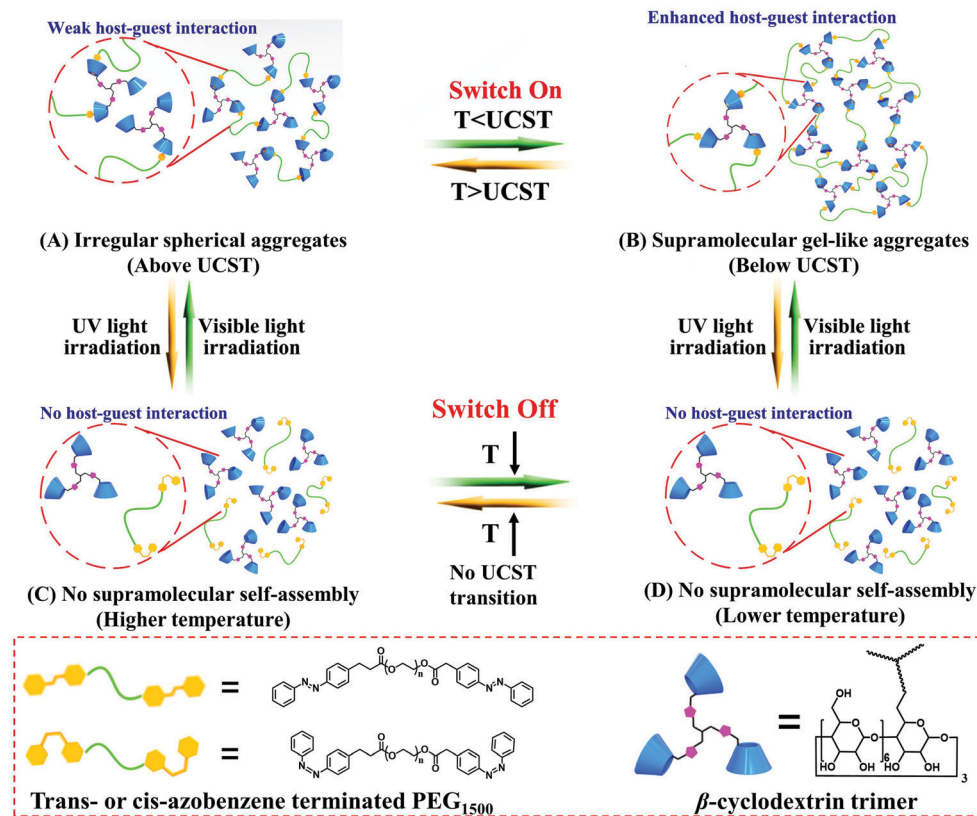 Weak host-guest interaction
Enhanced host-guest interaction
Switch On
T<UCST
T>UCST
(A) Irregular spherical aggregates
(Above UCST)
(B) Supramolecular gel-like aggregates
(Below UCST)
UV light
irradiation
Visible light
irradiation
UV light
irradiation
Visible light
irradiation
No host-guest interaction
Switch Off
T
T
No UCST
transition
No host-guest interaction
(C) No supramolecular self-assembly
(Higher temperature)
(D) No supramolecular self-assembly
(Lower temperature)
=
O
O
O
n
O
N=N
N=N
=
O
O
O
n
O
N=N
N=N
=
OH
O
O
OH
OH
6
O
O
OH
OH
3
Trans- or cis-azobenzene terminated PEG1500
β-cyclodextrin trimer